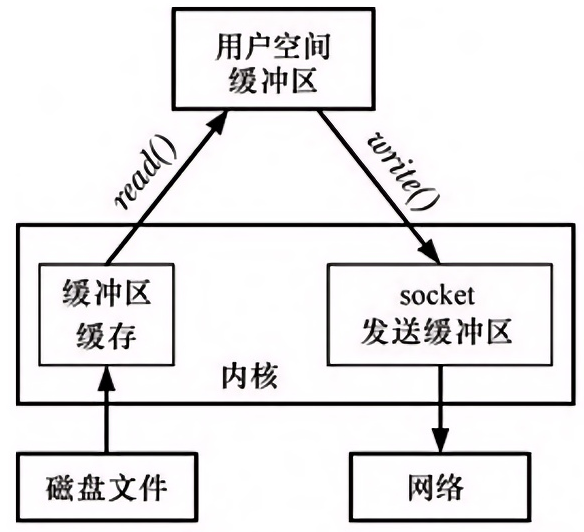 用户空间
缓冲区
read()
write()
缓冲区
缓存
socket
发送缓冲区
内核
磁盘文件
网络